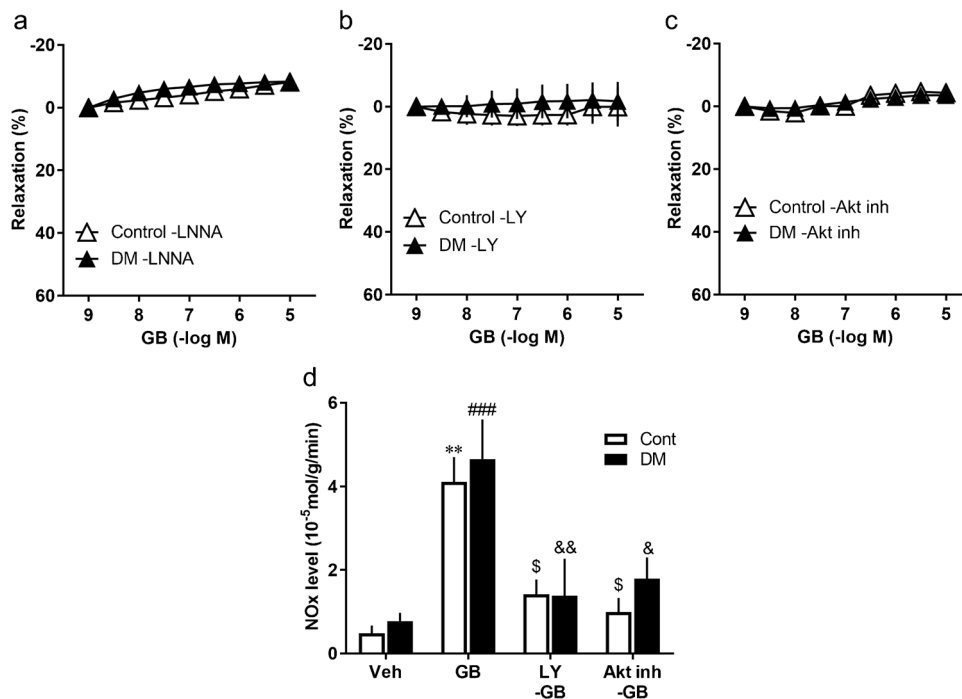 a
-20
0
20
40
60
Relaxation (%)
Control -LNNA
DM -LNNA
9 8 7 6 5
GB (-log M)
b
-20
0
20
40
60
Relaxation (%)
Control -LY
DM -LY
9 8 7 6 5
GB (-log M)
c
-20
0
20
40
60
Relaxation (%)
Control -Akt inh
DM -Akt inh
9 8 7 6 5
GB (-log M)
d
6
4
2
0
NOx level (10⁻⁵mol/g/min)
**
###
$
&&
$
&
Cont
DM
Veh GB LY Akt inh
-GB -GB